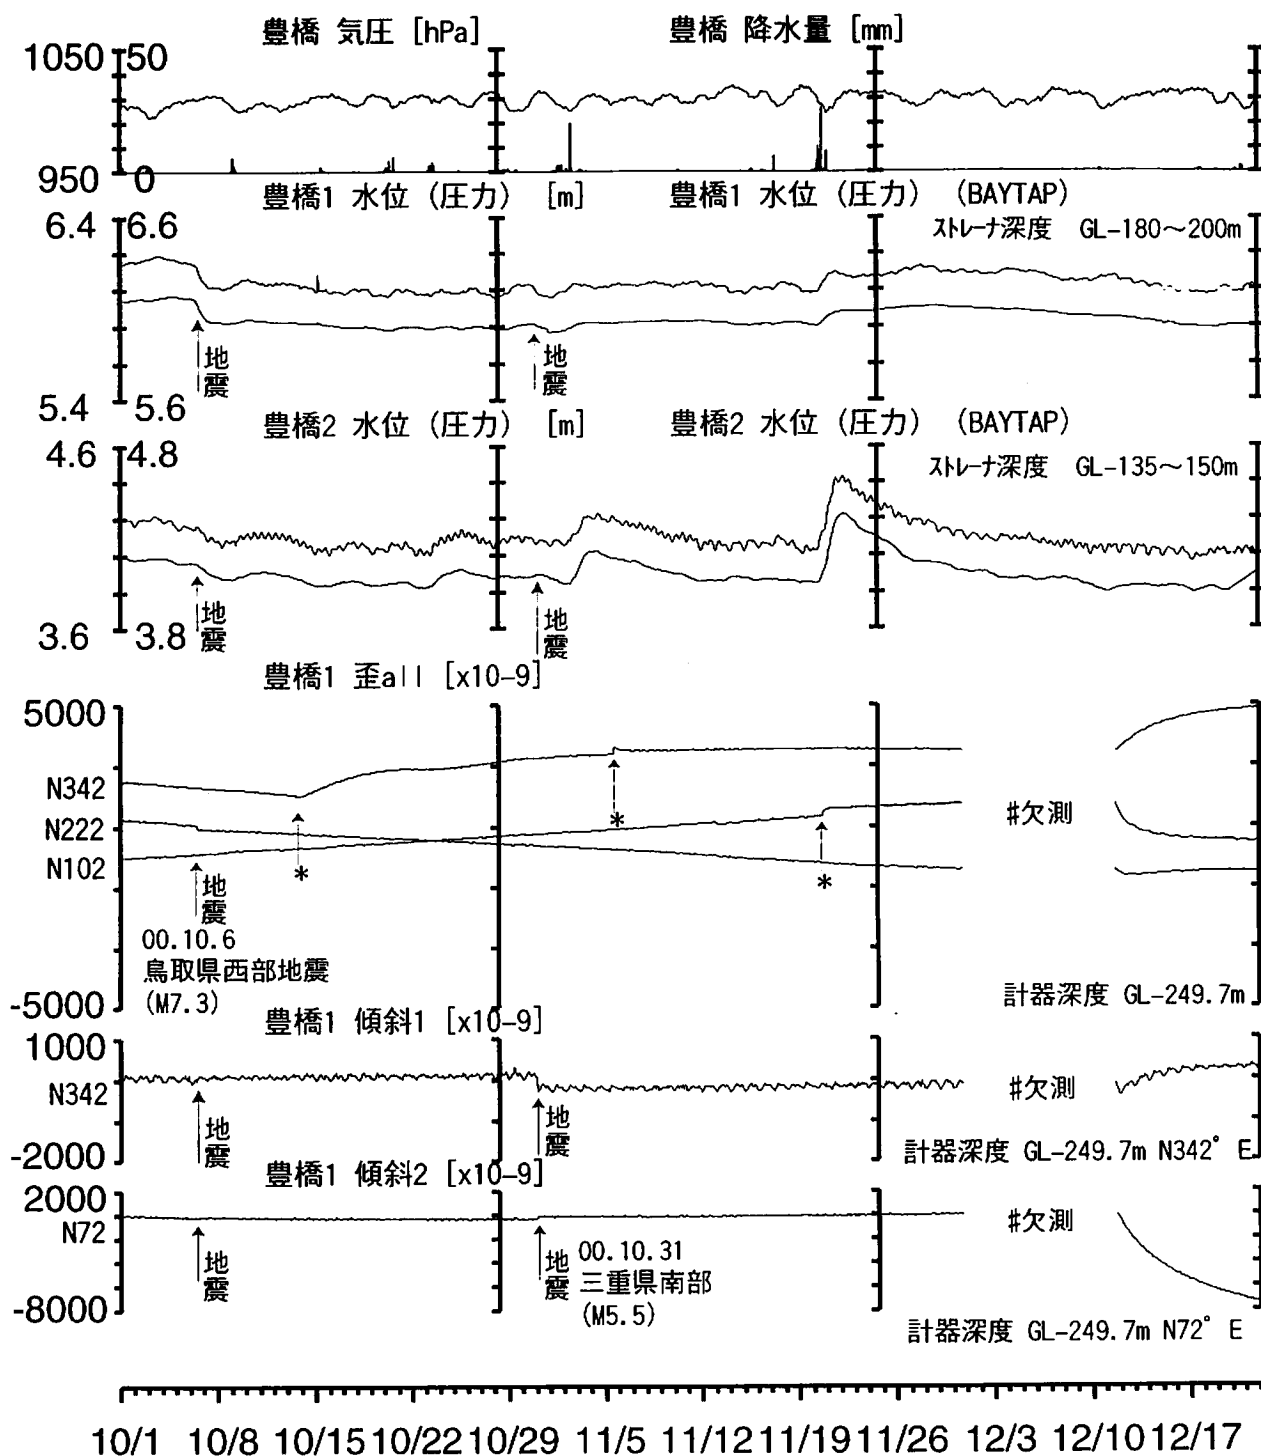 豊橋 気圧 [hPa] 豊橋 降水量 [mm]
1050 50
950 0
豊橋1 水位 (圧力) [m] 豊橋1 水位 (圧力) (BAYTAP)
6.4 6.6
ストレーナ深度 GL-180～200m
地震 地震
5.4 5.6
豊橋2 水位 (圧力) [m] 豊橋2 水位 (圧力) (BAYTAP)
4.6 4.8
ストレーナ深度 GL-135～150m
地震 地震
3.6 3.8
豊橋1 歪all [x10-9]
5000
N342
N222
N102
* * *
#欠測
地震
00.10.6
鳥取県西部地震
(M7.3)
-5000
計器深度 GL-249.7m
豊橋1 傾斜1 [x10-9]
1000
N342
#欠測
地震 地震
-2000
計器深度 GL-249.7m N342° E
豊橋1 傾斜2 [x10-9]
2000
N72
#欠測
地震 地震
00.10.31
三重県南部
(M5.5)
-8000
計器深度 GL-249.7m N72° E
10/1 10/8 10/15 10/22 10/29 11/5 11/12 11/19 11/26 12/3 12/10 12/17